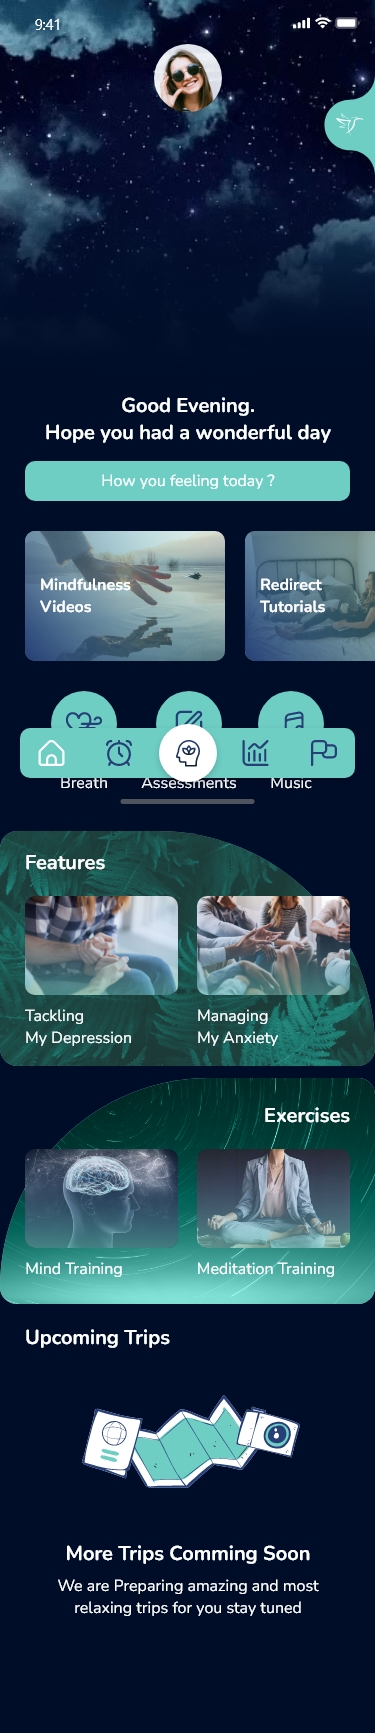 9:41
Good Evening.
Hope you had a wonderful day
How you feeling today ?
Mindfulness
Videos
Redirect
Tutorials
Breath
Assessments
Music
Features
Tackling
My Depression
Managing
My Anxiety
Exercises
Mind Training
Meditation Training
Upcoming Trips
More Trips Comming Soon
We are Preparing amazing and most
relaxing trips for you stay tuned